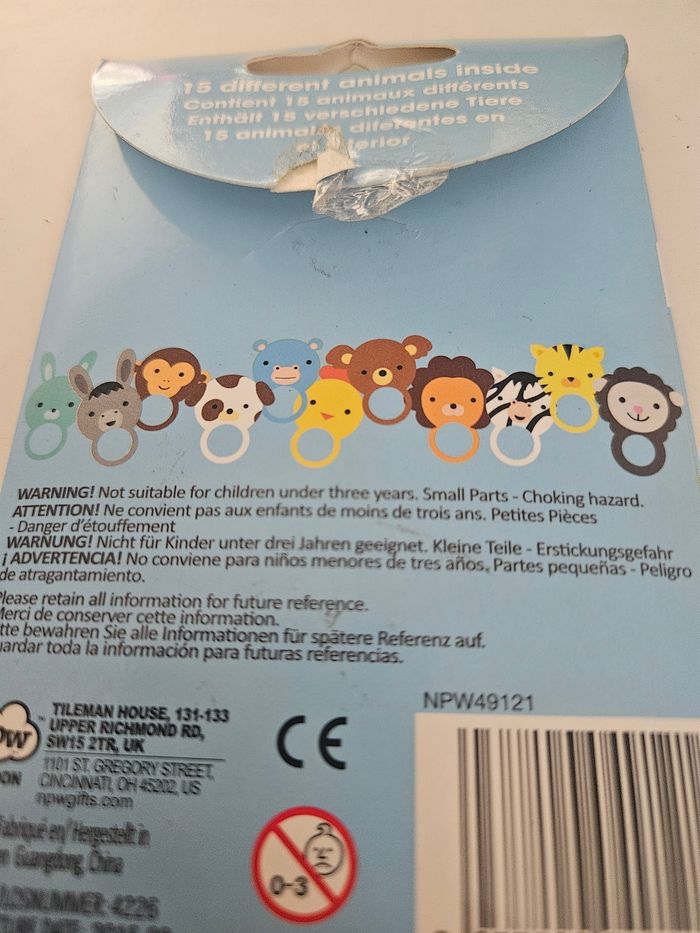 15 different animals inside
Contient 15 animaux différents
Enthält 15 verschiedene Tiere
15 diferentes en
WARNING! Not suitable for children under three years. Small Parts - Choking hazard.
ATTENTION! Ne convient pas aux enfants de moins de trois ans. Petites Pièces
- Danger d'étouffement
WARNUNG! Nicht für Kinder unter drei Jahren geeignet. Kleine Teile - Erstickungsgefahr
¡ ADVERTENCIA! No conviene para niños menores de tres años. Partes pequeñas - Peligro
de atragantamiento.
Please retain all information for future reference.
Merci de conserver cette information.
bewahren Sie alle Informationen für spätere Referenz auf.
toda la información para futuras referencias.
NPW49121
TILEMAN HOUSE, 131-133
UPPER RICHMOND RD,
SW15 2TR, UK
1101 ST. GREGORY STREET,
CINCINNATI, OH 45202, US
npwgifts.com
CE
Fabriqué en/ Hergestellt in
Guangdong, China
0-3
4226